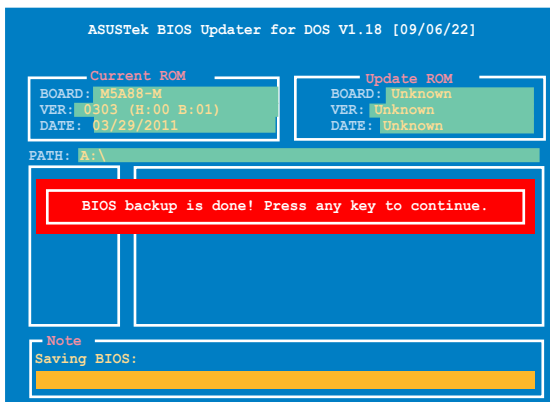 ASUSTek BIOS Updater for DOS V1.18 [09/06/22]
Current ROM
BOARD: M5A88-M
VER: 0303 (H:00 B:01)
DATE: 03/29/2011
Update ROM
BOARD: Unknown
VER: Unknown
DATE: Unknown
PATH: A:\
BIOS backup is done! Press any key to continue.
Note
Saving BIOS: